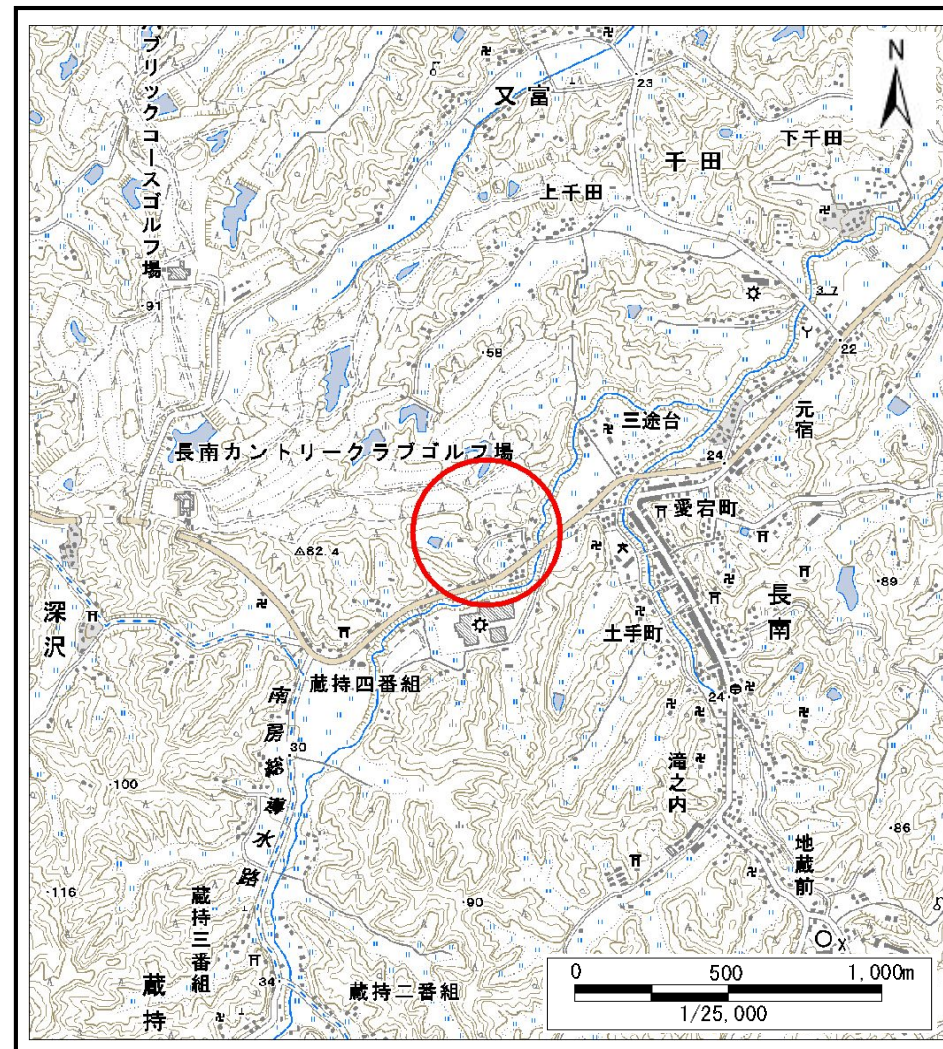 パブリックコースゴルフ場
又富
23
N
下千田
千田
上千田
50
91
58
3.7
22
三途台
元宿
長南カントリークラブゴルフ場
24
愛宕町
62.4
89
深沢
長南
土手町
蔵持四番組
24
南房総導水路
30
滝之内
100
86
地蔵前
116
蔵持三番組
90
蔵持
34
蔵持二番組
0 500 1,000m
1/25,000